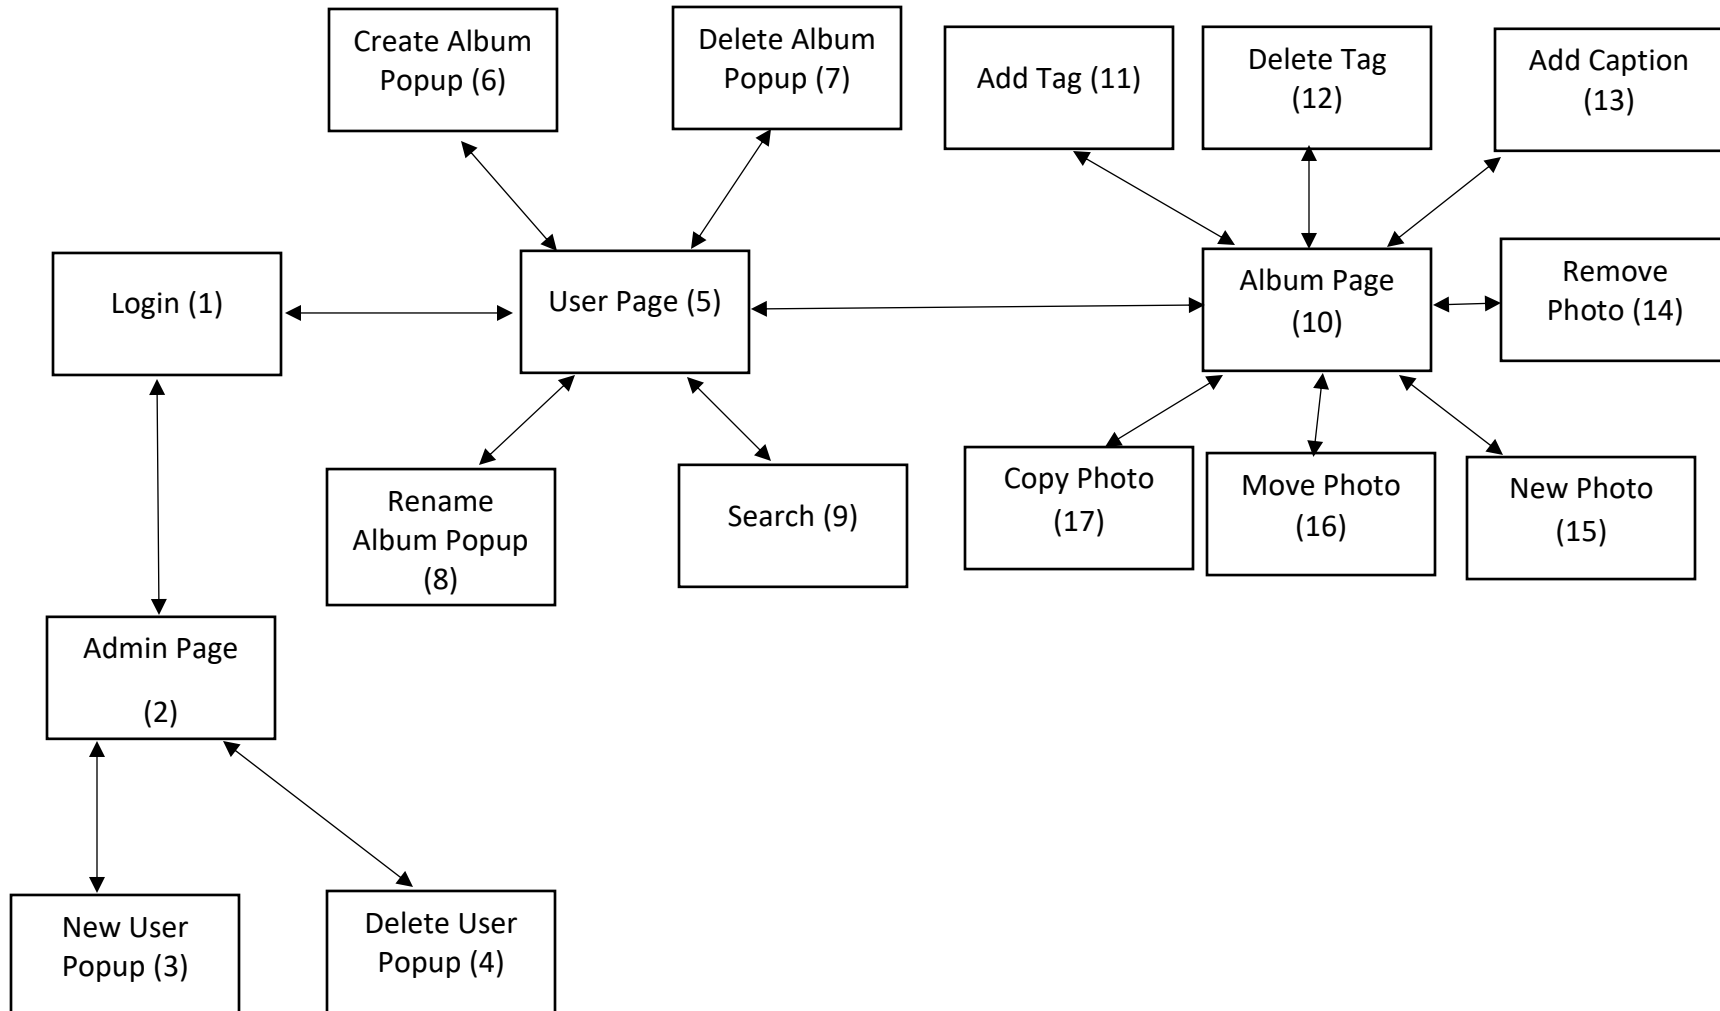 Create Album
Popup (6)
Delete Album
Popup (7)
Add Tag (11)
Delete Tag
(12)
Add Caption
(13)
Login (1)
User Page (5)
Album Page
(10)
Remove
Photo (14)
Rename
Album Popup
(8)
Search (9)
Copy Photo
(17)
Move Photo
(16)
New Photo
(15)
Admin Page
(2)
New User
Popup (3)
Delete User
Popup (4)